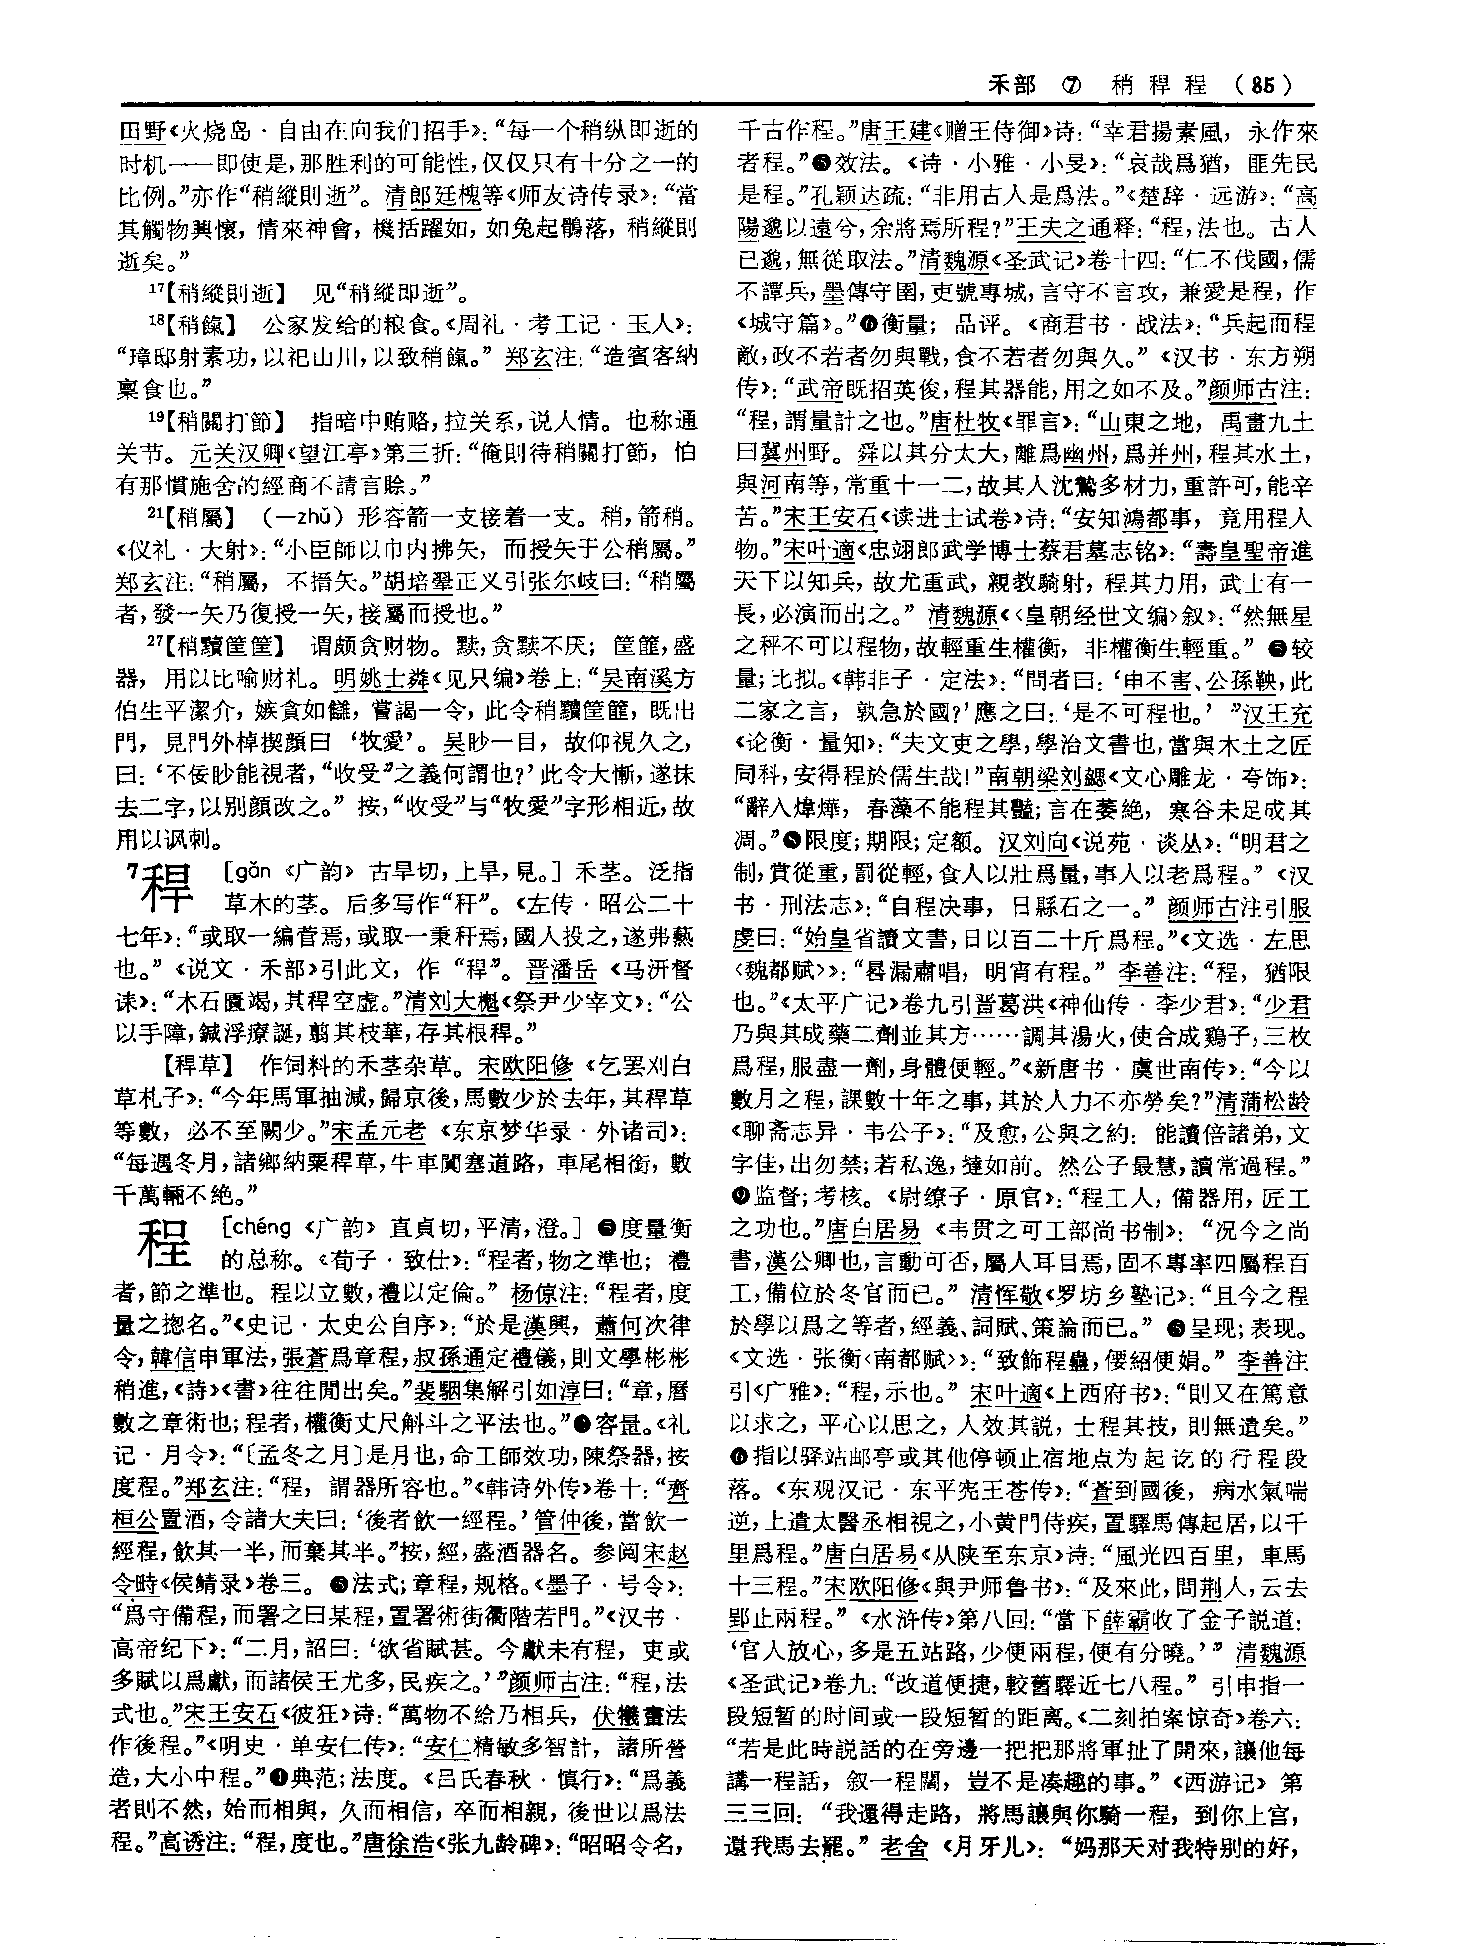 禾部 ⑦ 稍稈程 (85)
田野《火烧岛·自由在向我们招手》：“每一个稍纵即逝的
时机——即使是，那胜利的可能性，仅仅只有十分之一的
比例。”亦作“稍縱則逝”。清郎廷槐等《师友诗传录》：“當
其觸物興懷，情來神會，機括躍如，如兔起鶻落，稍縱則
逝矣。”
17【稍縱則逝】 见“稍縱即逝”。
18【稍餼】 公家发给的粮食。《周礼·考工记·玉人》：
“璋邸射素功，以祀山川，以致稍餼。”郑玄注：“造賓客納
稟食也。”
19【稍關打節】 指暗中贿赂，拉关系，说人情。也称通
关节。元关汉卿《望江亭》第三折：“俺則待稍關打節，怕
有那慣施舍的經商不請言賒。”
21【稍屬】 （—zhǔ）形容箭一支接着一支。稍，箭稍。
《仪礼·大射》：“小臣師以巾内拂矢，而授矢于公稍屬。”
郑玄注：“稍屬，不搢矢。”胡培翬正义引张尔岐曰：“稍屬
者，發一矢乃復授一矢，接屬而授也。”
27【稍黷筐篚】 谓颇贪财物。黩，贪黩不厌；筐篚，盛
器，用以比喻财礼。明姚士粦《见只编》卷上：“吴南溪方
伯生平潔介，嫉貪如讎，嘗謁一令，此令稍黷筐篚，既出
門，見門外棹楔顔曰‘牧愛’。吴眇一目，故仰視久之，
曰：‘不佞眇能視者，“收受”之義何謂也？’此令大慚，遂抹
去二字，以别顔改之。”按，“收受”与“牧愛”字形相近，故
用以讽刺。
7稈 ［gǎn《广韵》古旱切，上旱，見。］禾茎。泛指
草木的茎。后多写作“秆”。《左传·昭公二十
七年》：“或取一編菅焉，或取一秉秆焉，國人投之，遂弗爇
也。”《说文·禾部》引此文，作“稈”。晋潘岳《马汧督
诔》：“木石匱竭，其稈空虚。”清刘大櫆《祭尹少宰文》：“公
以手障，鍼浮療誕，翦其枝華，存其根稈。”
【稈草】 作饲料的禾茎杂草。宋欧阳修《乞罢刈白
草札子》：“今年馬軍抽減，歸京後，馬數少於去年，其稈草
等數，必不至闕少。”宋孟元老《东京梦华录·外诸司》：
“每遇冬月，諸鄉納粟稈草，牛車闐塞道路，車尾相銜，數
千萬輛不絶。”
程 ［chéng《广韵》直貞切，平清，澄。］❶度量衡
的总称。《荀子·致仕》：“程者，物之準也；禮
者，節之準也。程以立數，禮以定倫。”杨倞注：“程者，度
量之揔名。”《史记·太史公自序》：“於是漢興，蕭何次律
令，韓信申軍法，張蒼爲章程，叔孫通定禮儀，則文學彬彬
稍進，《詩》《書》往往閒出矣。”裴駰集解引如淳曰：“章，曆
數之章術也；程者，權衡丈尺斛斗之平法也。”❷容量。《礼
记·月令》：“〔孟冬之月〕是月也，命工師效功，陳祭器，按
度程。”郑玄注：“程，謂器所容也。”《韩诗外传》卷十：“齊
桓公置酒，令諸大夫曰：‘後者飲一經程。’管仲後，當飲一
經程，飲其一半，而棄其半。”按，經，盛酒器名。参阅宋赵
令畤《侯鲭录》卷三。❸法式；章程，规格。《墨子·号令》：
“爲守備程，而署之曰某程，置署術街衢階若門。”《汉书·
高帝纪下》：“二月，詔曰：‘欲省賦甚。今獻未有程，吏或
多賦以爲獻，而諸侯王尤多，民疾之。’”颜师古注：“程，法
式也。”宋王安石《彼狂》诗：“萬物不給乃相兵，伏犧畫法
作後程。”《明史·单安仁传》：“安仁精敏多智計，諸所營
造，大小中程。”❹典范；法度。《吕氏春秋·慎行》：“爲義
者則不然，始而相與，久而相信，卒而相親，後世以爲法
程。”高诱注：“程，度也。”唐徐浩《张九龄碑》：“昭昭令名，
千古作程。”唐王建《赠王侍御》诗：“幸君揚素風，永作來
者程。”❺效法。《诗·小雅·小旻》：“哀哉爲猶，匪先民
是程。”孔颖达疏：“非用古人是爲法。”《楚辞·远游》：“高
陽邈以遠兮，余將焉所程？”王夫之通释：“程，法也。古人
已邈，無從取法。”清魏源《圣武记》卷十四：“仁不伐國，儒
不譚兵，墨傳守圉，吏號專城，言守不言攻，兼愛是程，作
《城守篇》。”❻衡量；品评。《商君书·战法》：“兵起而程
敵，政不若者勿與戰，食不若者勿與久。”《汉书·东方朔
传》：“武帝既招英俊，程其器能，用之如不及。”颜师古注：
“程，謂量計之也。”唐杜牧《罪言》：“山東之地，禹畫九土
曰冀州野。舜以其分太大，離爲幽州，爲并州，程其水土，
與河南等，常重十一二，故其人沈鷙多材力，重許可，能辛
苦。”宋王安石《读进士试卷》诗：“安知鴻都事，竟用程人
物。”宋叶適《忠翊郎武学博士蔡君墓志铭》：“壽皇聖帝進
天下以知兵，故尤重武，親教騎射，程其力用，武士有一
長，必演而出之。”清魏源《〈皇朝经世文编〉叙》：“然無星
之秤不可以程物，故輕重生權衡，非權衡生輕重。”❼较
量；比拟。《韩非子·定法》：“問者曰：‘申不害、公孫鞅，此
二家之言，孰急於國？’應之曰：‘是不可程也。’”汉王充
《论衡·量知》：“夫文吏之學，學治文書也，當與木土之匠
同科，安得程於儒生哉！”南朝梁刘勰《文心雕龙·夸饰》：
“辭入煒燁，春藻不能程其豔；言在萎絶，寒谷未足成其
凋。”❽限度；期限；定额。汉刘向《说苑·谈丛》：“明君之
制，賞從重，罰從輕，食人以壯爲量，事人以老爲程。”《汉
书·刑法志》：“自程决事，日縣石之一。”颜师古注引服
虔曰：“始皇省讀文書，日以百二十斤爲程。”《文选·左思
〈魏都赋〉》：“晷漏肅唱，明宵有程。”李善注：“程，猶限
也。”《太平广记》卷九引晋葛洪《神仙传·李少君》：“少君
乃與其成藥二劑並其方……調其湯火，使合成鷄子，三枚
爲程，服盡一劑，身體便輕。”《新唐书·虞世南传》：“今以
數月之程，課數十年之事，其於人力不亦勞矣？”清蒲松龄
《聊斋志异·韦公子》：“及愈，公與之約：能讀倍諸弟，文
字佳，出勿禁；若私逸，撻如前。然公子最慧，讀常過程。”
❾监督；考核。《尉缭子·原官》：“程工人，備器用，匠工
之功也。”唐白居易《韦贯之可工部尚书制》：“况今之尚
書，漢公卿也，言動可否，屬人耳目焉，固不專率四屬程百
工，備位於冬官而已。”清恽敬《罗坊乡塾记》：“且今之程
於學以爲之等者，經義、詞賦、策論而已。”❿呈现；表现。
《文选·张衡〈南都赋〉》：“致飾程蠱，偠紹便娟。”李善注
引《广雅》：“程，示也。”宋叶適《上西府书》：“則又在篤意
以求之，平心以思之，人效其説，士程其技，則無遺矣。”
⓫指以驿站邮亭或其他停顿止宿地点为起讫的行程段
落。《东观汉记·东平宪王苍传》：“蒼到國後，病水氣喘
逆，上遣太醫丞相視之，小黄門侍疾，置驛馬傳起居，以千
里爲程。”唐白居易《从陕至东京》诗：“風光四百里，車馬
十三程。”宋欧阳修《與尹师鲁书》：“及來此，問荆人，云去
郢止兩程。”《水浒传》第八回：“當下薛霸收了金子説道：
‘官人放心，多是五站路，少便兩程，便有分曉。’”清魏源
《圣武记》卷九：“改道便捷，較舊驛近七八程。”引申指一
段短暂的时间或一段短暂的距离。《二刻拍案惊奇》卷六：
“若是此時説話的在旁邊一把把那將軍扯了開來，讓他每
講一程話，叙一程闊，豈不是凑趣的事。”《西游记》第
三三回：“我還得走路，將馬讓與你騎一程，到你上宫，
還我馬去罷。”老舍《月牙儿》：“妈那天对我特别的好，